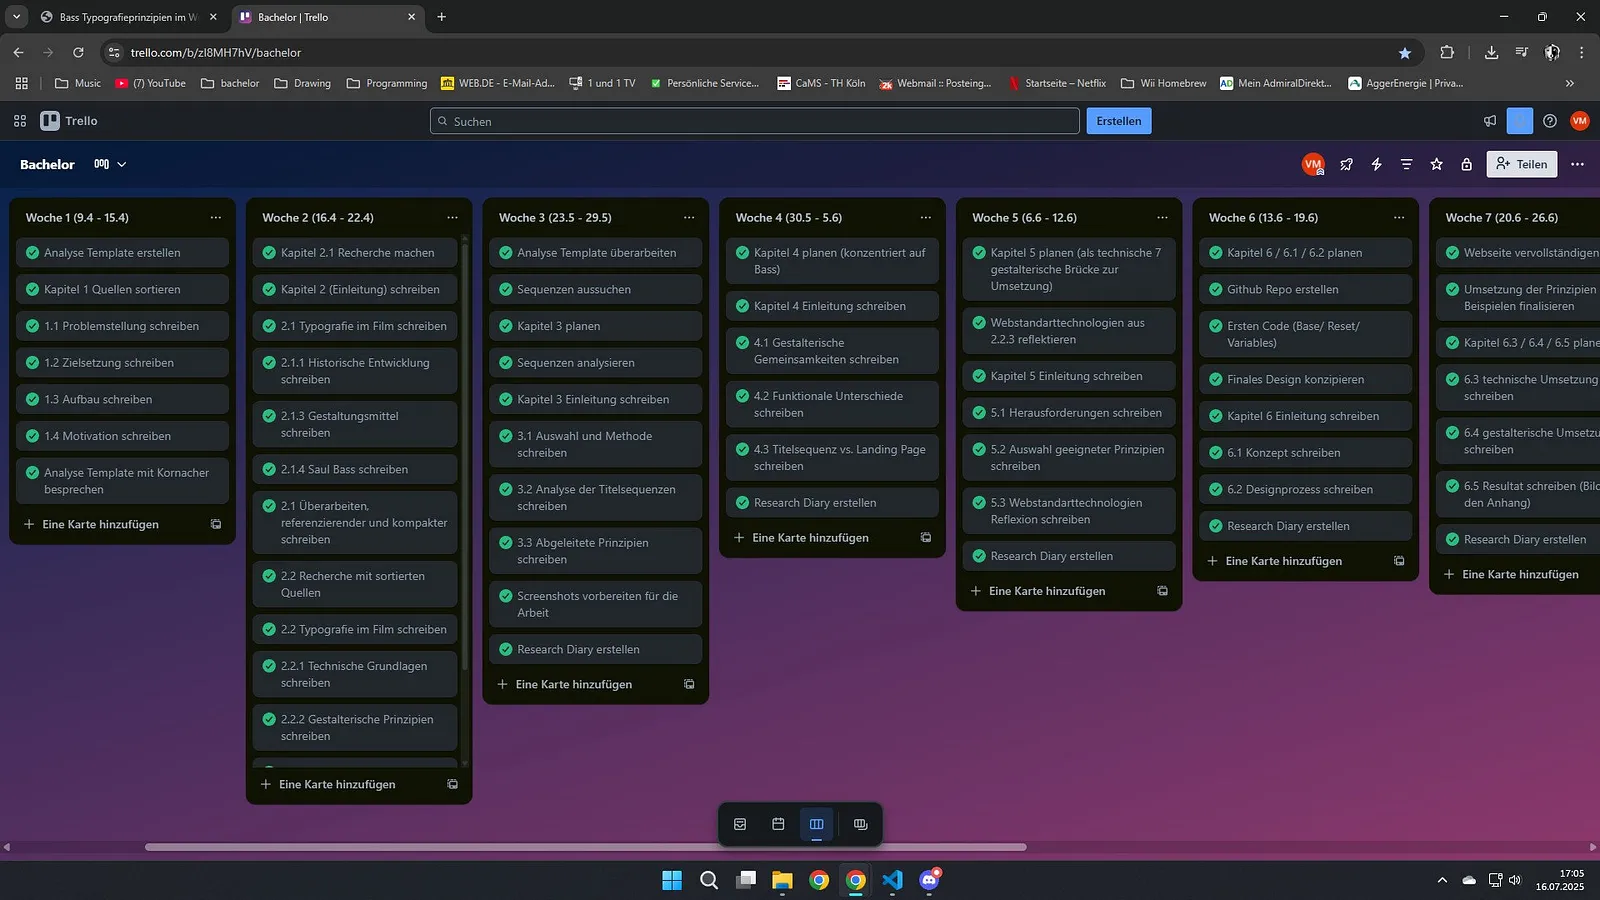 Bass Typografieprinzipien im W
Bachelor | Trello
trello.com/b/zI8MH7hV/bachelor
Music
(7) YouTube
bachelor
Drawing
Programming
WEB.DE - E-Mail-Ad...
1 und 1 TV
Persönliche Service...
CaMS - TH Köln
Webmail :: Posteing...
Startseite – Netflix
Wii Homebrew
Mein AdmiralDirekt...
AggerEnergie | Priva...
Trello
Suchen
Erstellen
VM
Bachelor
VM
Teilen
Woche 1 (9.4 - 15.4)
Analyse Template erstellen
Kapitel 1 Quellen sortieren
1.1 Problemstellung schreiben
1.2 Zielsetzung schreiben
1.3 Aufbau schreiben
1.4 Motivation schreiben
Analyse Template mit Kornacher
besprechen
Eine Karte hinzufügen
Woche 2 (16.4 - 22.4)
Kapitel 2.1 Recherche machen
Kapitel 2 (Einleitung) schreiben
2.1 Typografie im Film schreiben
2.1.1 Historische Entwicklung
schreiben
2.1.3 Gestaltungsmittel
schreiben
2.1.4 Saul Bass schreiben
2.1 Überarbeiten,
referenzierender und kompakter
schreiben
2.2 Recherche mit sortierten
Quellen
2.2 Typografie im Film schreiben
2.2.1 Technische Grundlagen
schreiben
2.2.2 Gestalterische Prinzipien
schreiben
Eine Karte hinzufügen
Woche 3 (23.5 - 29.5)
Analyse Template überarbeiten
Sequenzen aussuchen
Kapitel 3 planen
Sequenzen analysieren
Kapitel 3 Einleitung schreiben
3.1 Auswahl und Methode
schreiben
3.2 Analyse der Titelsequenzen
schreiben
3.3 Abgeleitete Prinzipien
schreiben
Screenshots vorbereiten für die
Arbeit
Research Diary erstellen
Eine Karte hinzufügen
Woche 4 (30.5 - 5.6)
Kapitel 4 planen (konzentriert auf
Bass)
Kapitel 4 Einleitung schreiben
4.1 Gestalterische
Gemeinsamkeiten schreiben
4.2 Funktionale Unterschiede
schreiben
4.3 Titelsequenz vs. Landing Page
schreiben
Research Diary erstellen
Eine Karte hinzufügen
Woche 5 (6.6 - 12.6)
Kapitel 5 planen (als technische 7
gestalterische Brücke zur
Umsetzung)
Webstandarttechnologien aus
2.2.3 reflektieren
Kapitel 5 Einleitung schreiben
5.1 Herausforderungen schreiben
5.2 Auswahl geeigneter Prinzipien
schreiben
5.3 Webstandarttechnologien
Reflexion schreiben
Research Diary erstellen
Eine Karte hinzufügen
Woche 6 (13.6 - 19.6)
Kapitel 6 / 6.1 / 6.2 planen
Github Repo erstellen
Ersten Code (Base/ Reset/
Variables)
Finales Design konzipieren
Kapitel 6 Einleitung schreiben
6.1 Konzept schreiben
6.2 Designprozess schreiben
Research Diary erstellen
Eine Karte hinzufügen
Woche 7 (20.6 - 26.6)
Webseite vervollständigen
Umsetzung der Prinzipien
Beispielen finalisieren
Kapitel 6.3 / 6.4 / 6.5 plane
6.3 technische Umsetzung
schreiben
6.4 gestalterische Umsetzu
schreiben
6.5 Resultat schreiben (Bilc
den Anhang)
Research Diary erstellen
Eine Karte hinzufügen
17:05
16.07.2025